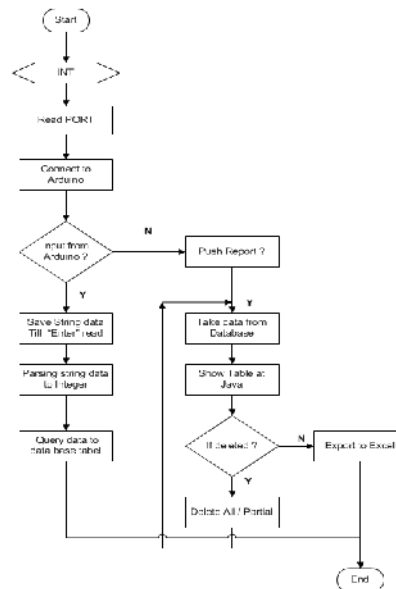 Start
INT
Read PORT
Connect to
Arduino
Input from
Arduino ?
N
Push Report ?
Y
Y
Save String data
Till "Enter" read
Take data from
Database
Parsing string data
to Integer
Show Table at
Java
Query data to
data base tabel
If deleted ?
N
Export to Excel
Y
Delete All / Partial
End